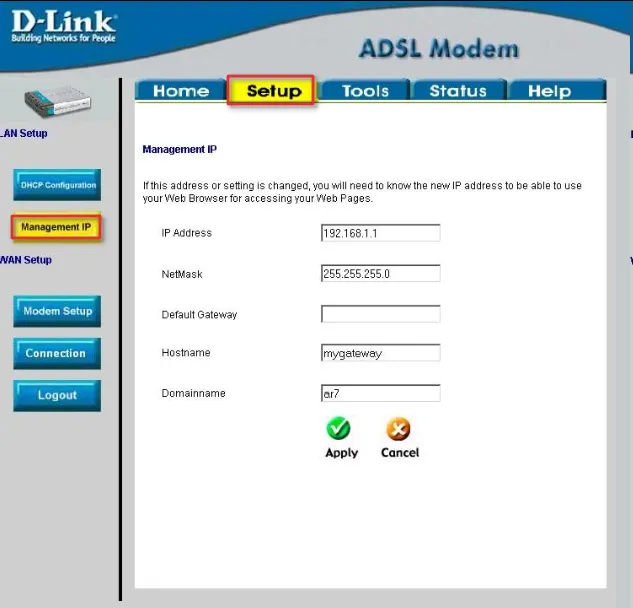 D-Link
Building Networks for People
ADSL Modem
Home Setup Tools Status Help
LAN Setup
DHCP Configuration
Management IP
WAN Setup
Modem Setup
Connection
Logout
Management IP
If this address or setting is changed, you will need to know the new IP address to be able to use
your Web Browser for accessing your Web Pages.
IP Address 192.168.1.1
NetMask 255.255.255.0
Default Gateway
Hostname mygateway
Domainname ar7
Apply Cancel